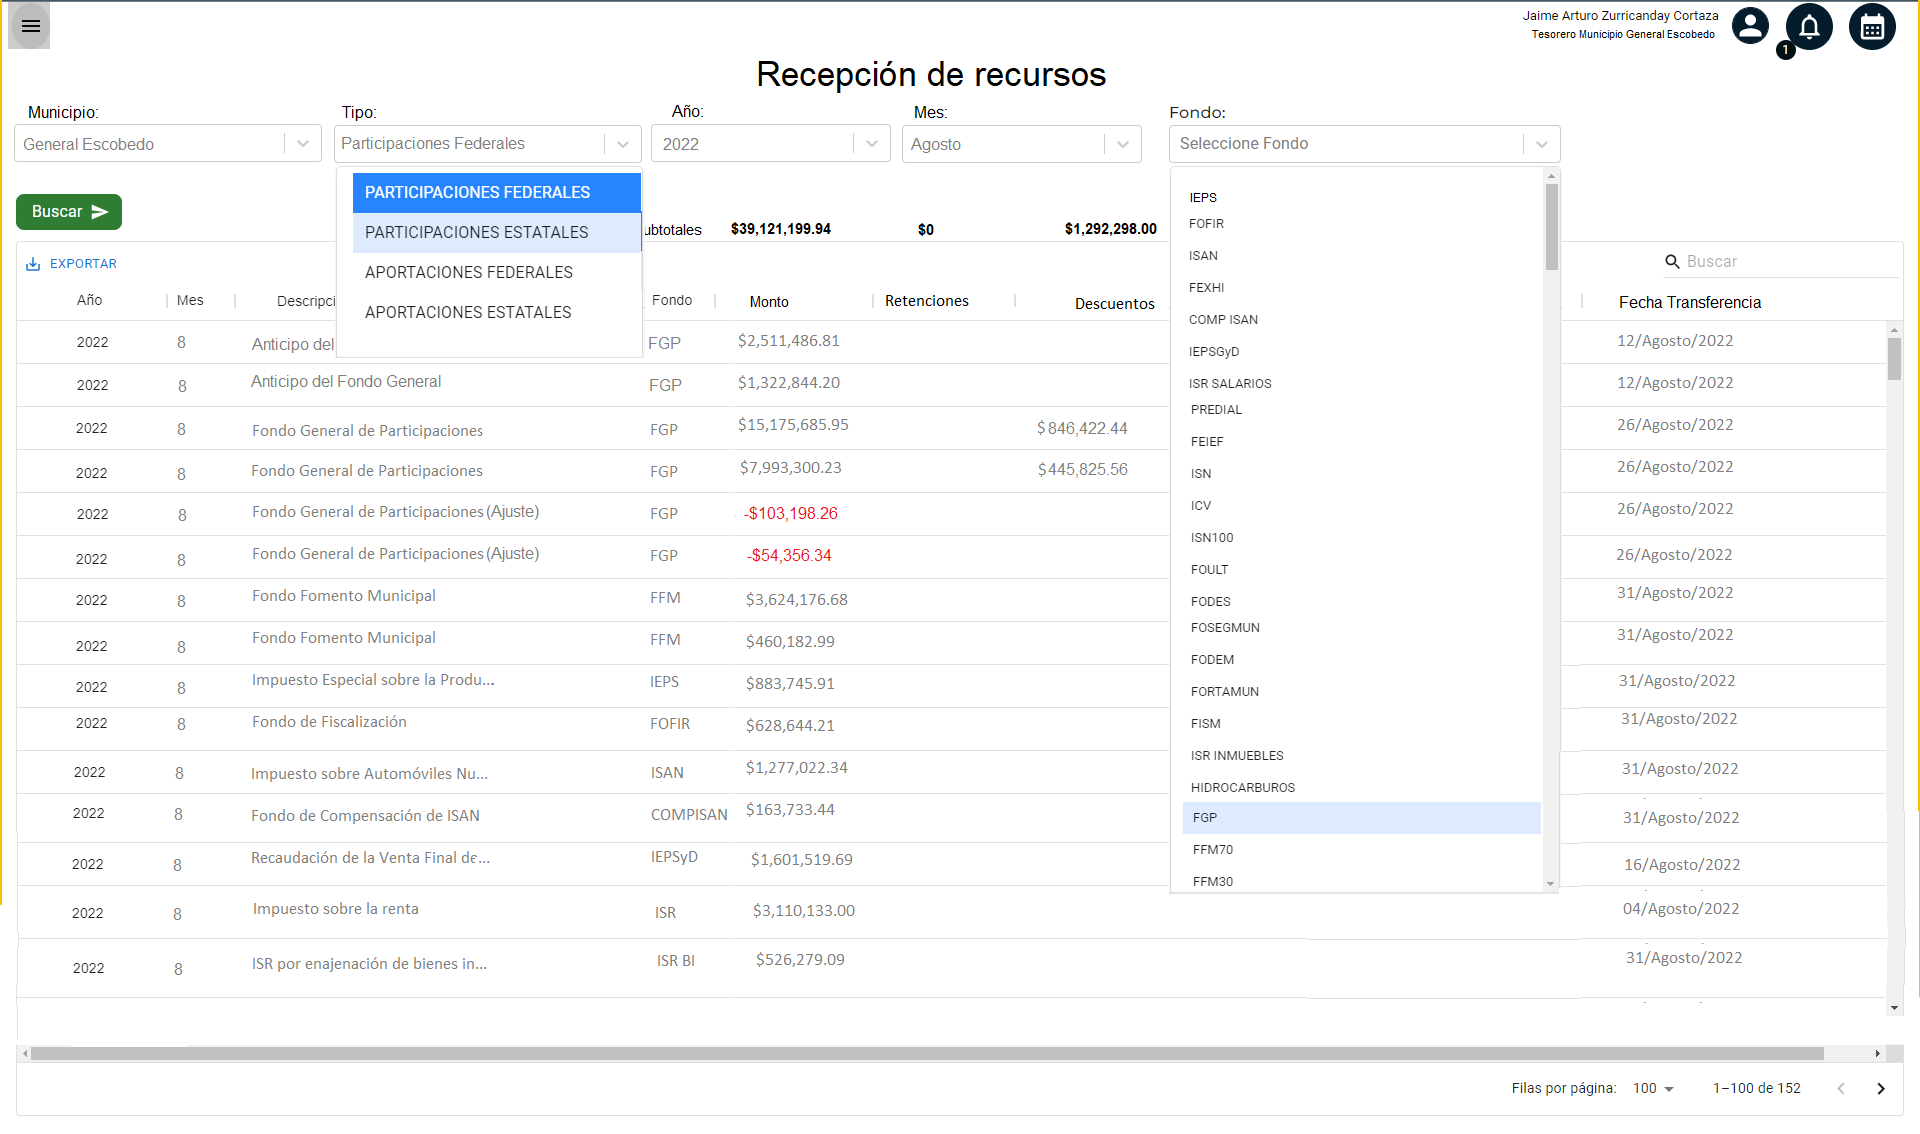 Jaime Arturo Zurricanday Cortaza
Tesorero Municipio General Escobedo
1
Recepción de recursos
Municipio: Tipo: Año: Mes: Fondo:
General Escobedo Participaciones Federales 2022 Agosto Seleccione Fondo
PARTICIPACIONES FEDERALES
PARTICIPACIONES ESTATALES
APORTACIONES FEDERALES
APORTACIONES ESTATALES
IEPS
FOFIR
ISAN
FEXHI
COMP ISAN
IEPSGyD
ISR SALARIOS
PREDIAL
FEIEF
ISN
ICV
ISN100
FOULT
FODES
FOSEGMUN
FODEM
FORTAMUN
FISM
ISR INMUEBLES
HIDROCARBUROS
FGP
FFM70
FFM30
Buscar
ubtotales $39,121,199.94 $0 $1,292,298.00
EXPORTAR Buscar
Año Mes Descripci Fondo Monto Retenciones Descuentos Fecha Transferencia
2022 8 Anticipo del FGP $2,511,486.81 12/Agosto/2022
2022 8 Anticipo del Fondo General FGP $1,322,844.20 12/Agosto/2022
2022 8 Fondo General de Participaciones FGP $15,175,685.95 $846,422.44 26/Agosto/2022
2022 8 Fondo General de Participaciones FGP $7,993,300.23 $445,825.56 26/Agosto/2022
2022 8 Fondo General de Participaciones (Ajuste) FGP -$103,198.26 26/Agosto/2022
2022 8 Fondo General de Participaciones (Ajuste) FGP -$54,356.34 26/Agosto/2022
2022 8 Fondo Fomento Municipal FFM $3,624,176.68 31/Agosto/2022
2022 8 Fondo Fomento Municipal FFM $460,182.99 31/Agosto/2022
2022 8 Impuesto Especial sobre la Produ... IEPS $883,745.91 31/Agosto/2022
2022 8 Fondo de Fiscalización FOFIR $628,644.21 31/Agosto/2022
2022 8 Impuesto sobre Automóviles Nu... ISAN $1,277,022.34 31/Agosto/2022
2022 8 Fondo de Compensación de ISAN COMPISAN $163,733.44 31/Agosto/2022
2022 8 Recaudación de la Venta Final de... IEPSyD $1,601,519.69 16/Agosto/2022
2022 8 Impuesto sobre la renta ISR $3,110,133.00 04/Agosto/2022
2022 8 ISR por enajenación de bienes in... ISR BI $526,279.09 31/Agosto/2022
Filas por página: 100 1–100 de 152